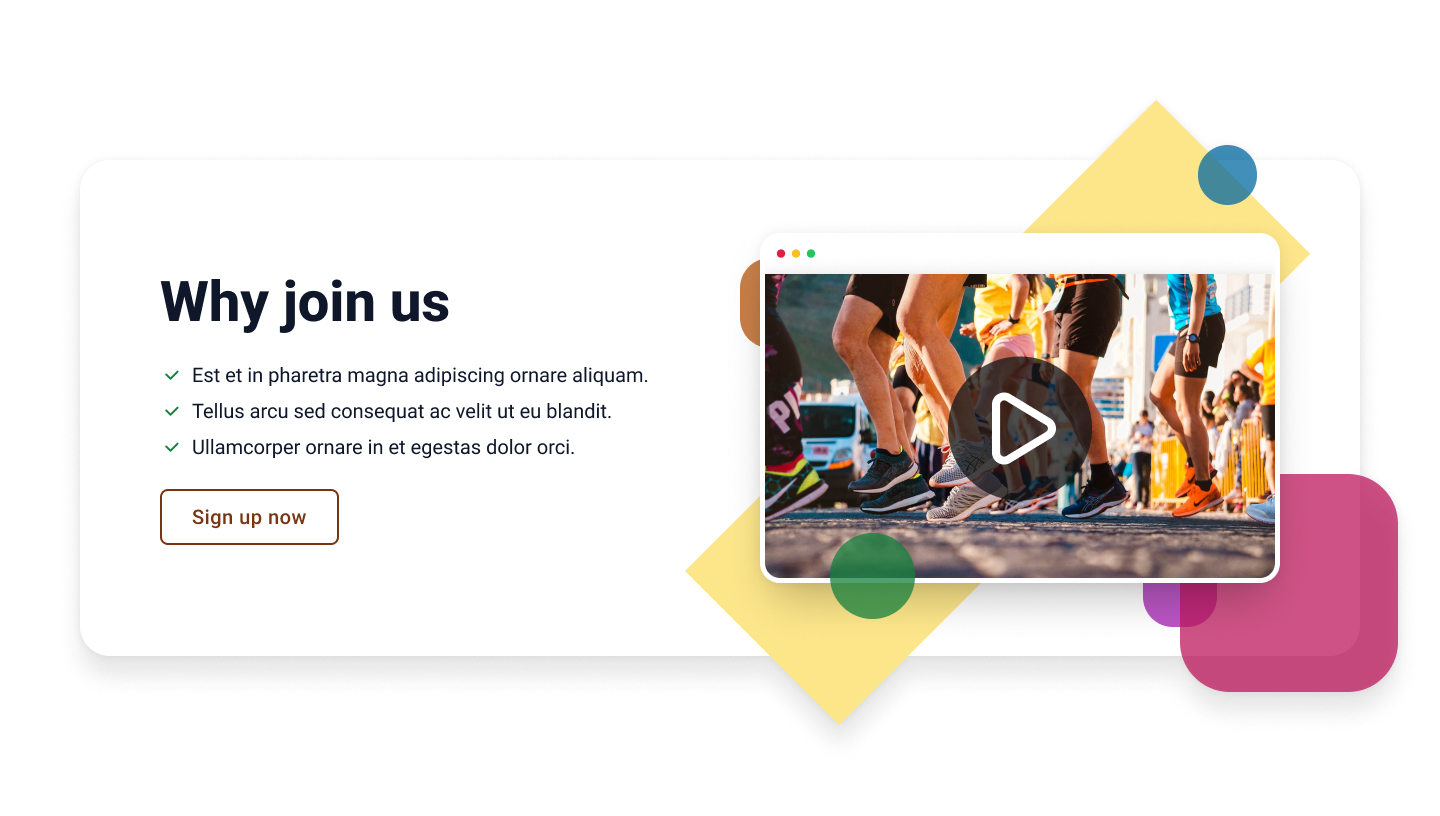 Why join us
Est et in pharetra magna adipiscing ornare aliquam.
Tellus arcu sed consequat ac velit ut eu blandit.
Ullamcorper ornare in et egestas dolor orci.
Sign up now